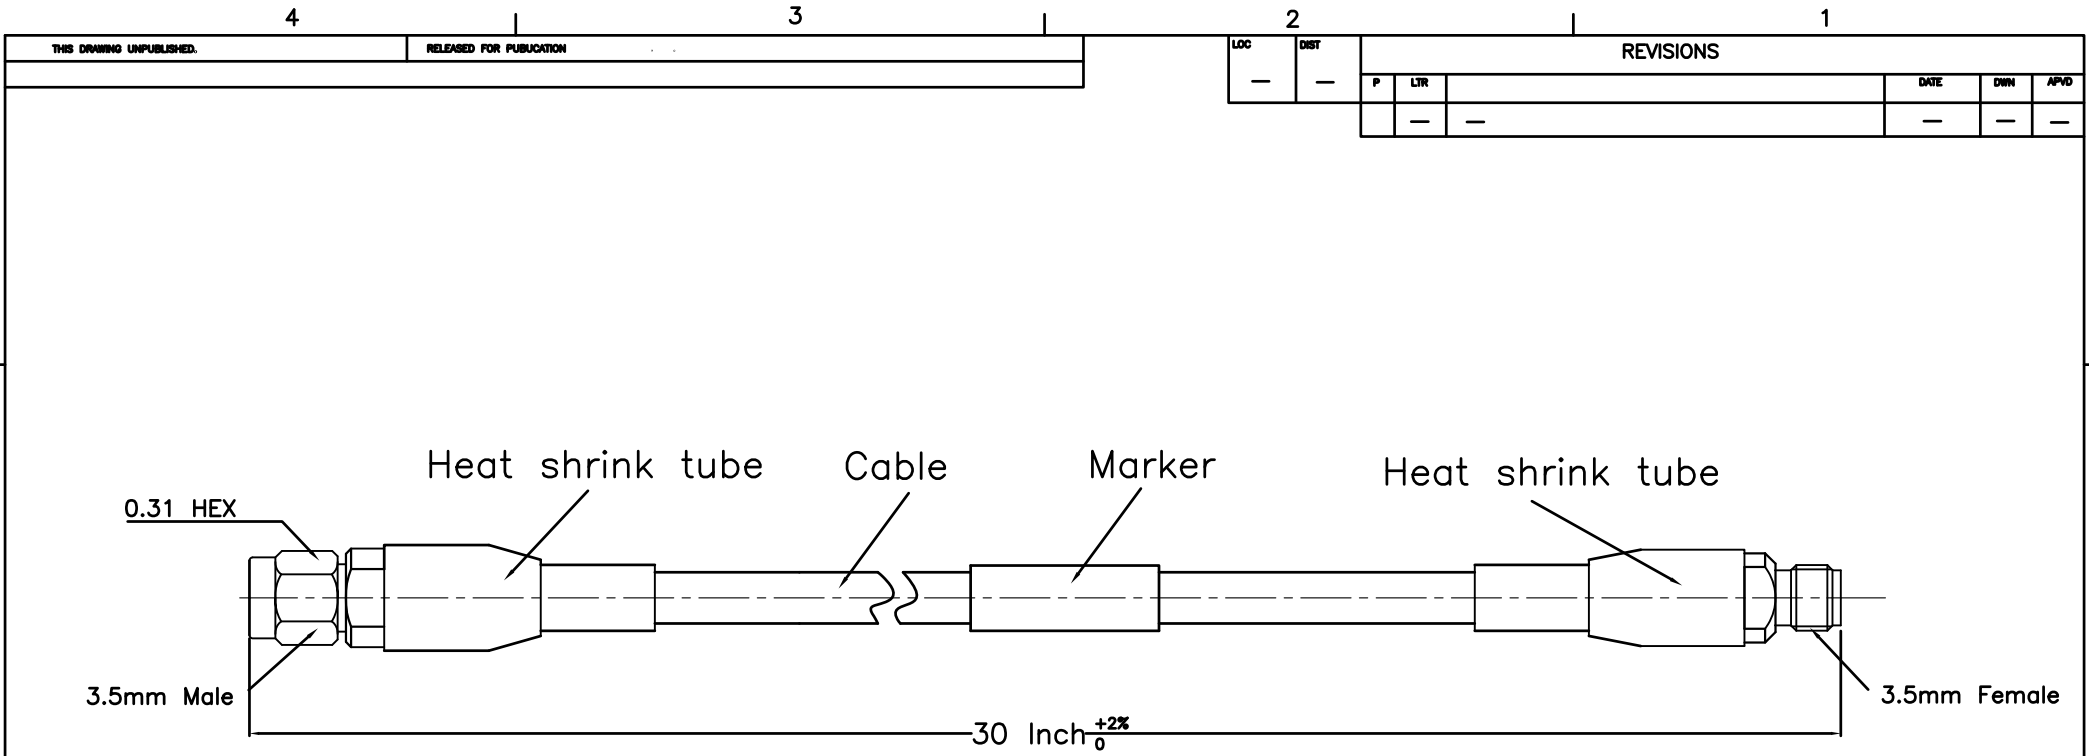 4 3 2 1
THIS DRAWING UNPUBLISHED. RELEASED FOR PUBUCATION
LOC DIST REVISIONS
— —
P LTR DATE DWN APVD
— — — — —
Heat shrink tube Cable Marker Heat shrink tube
0.31 HEX
3.5mm Male 3.5mm Female
30 Inch +2%
0